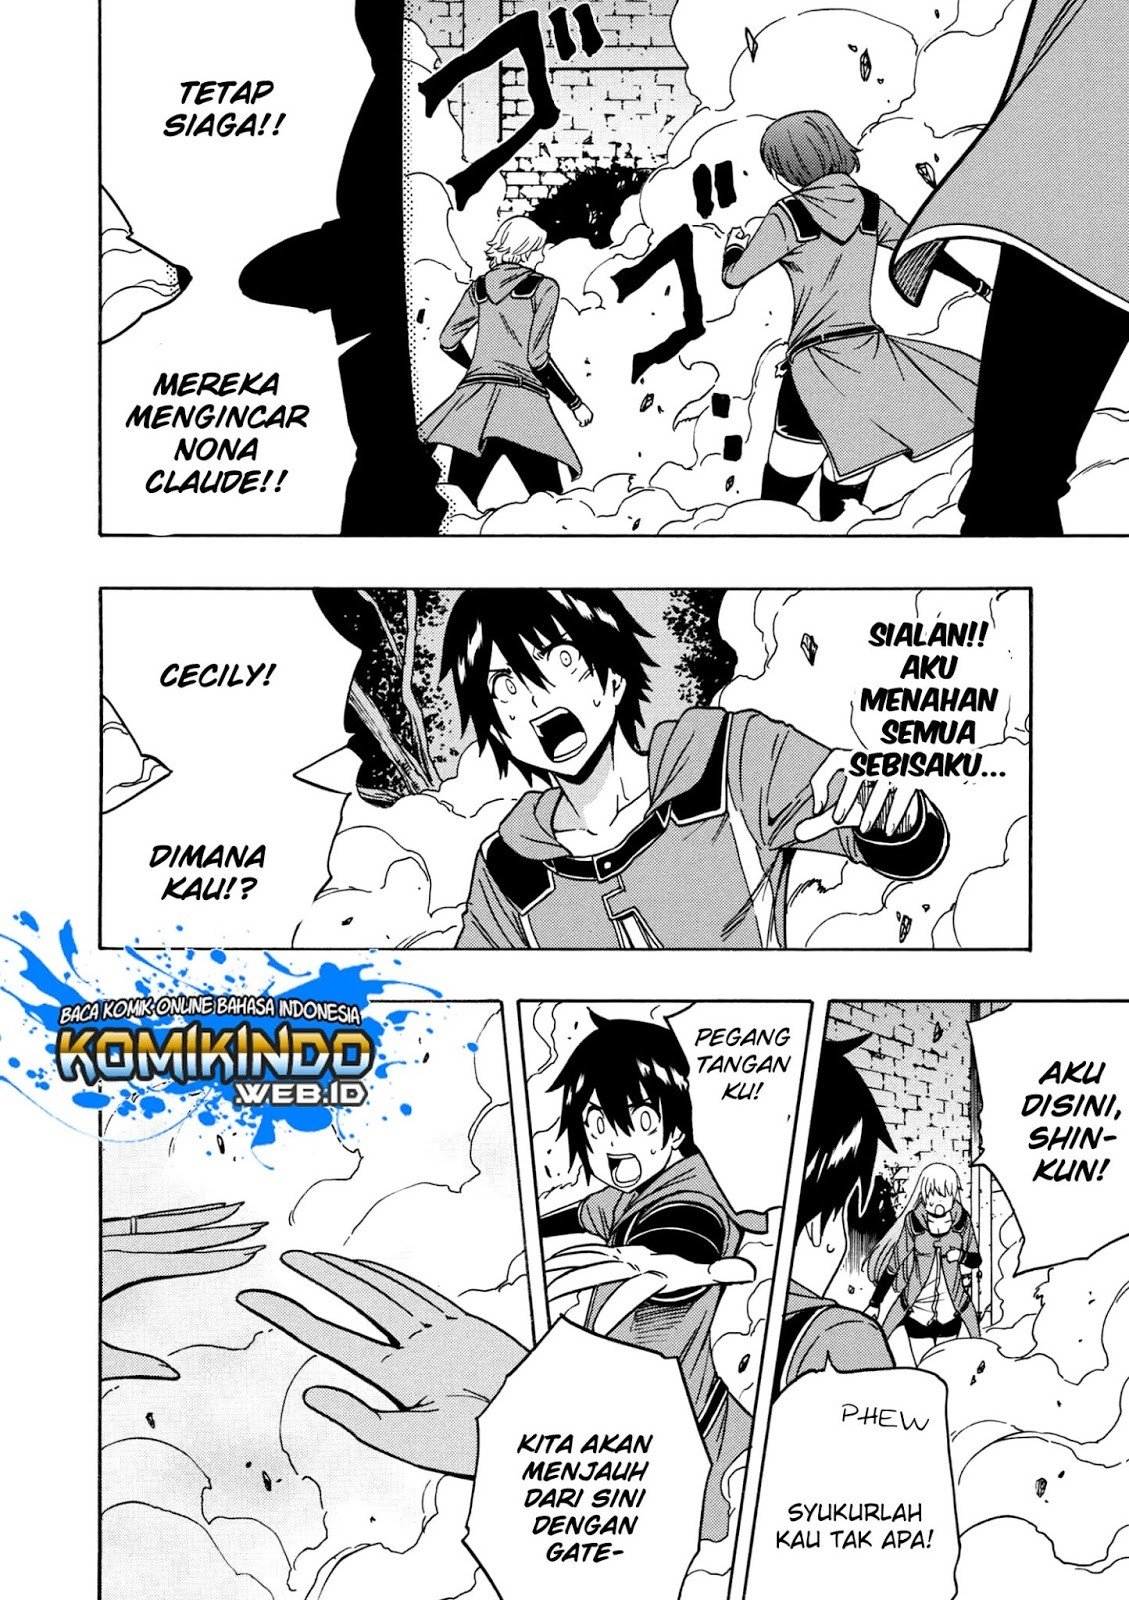 TETAP
SIAGA!!
MEREKA
MENGINCAR
NONA
CLAUDE!!
ゴゴ
SIALAN!!
AKU
MENAHAN
SEMUA
SEBISAKU...
CECILY!
DIMANA
KAU!?
BACA KOMIK ONLINE BAHASA INDONESIA
KOMIKINDO
.WEB.ID
AKU
DISINI,
SHIN-
KUN!
PHEW
SYUKURLAH
KAU TAK APA!
PEGANG
TANGAN
KU!
KITA AKAN
MENJAUH
DARI SINI
DENGAN
GATE-